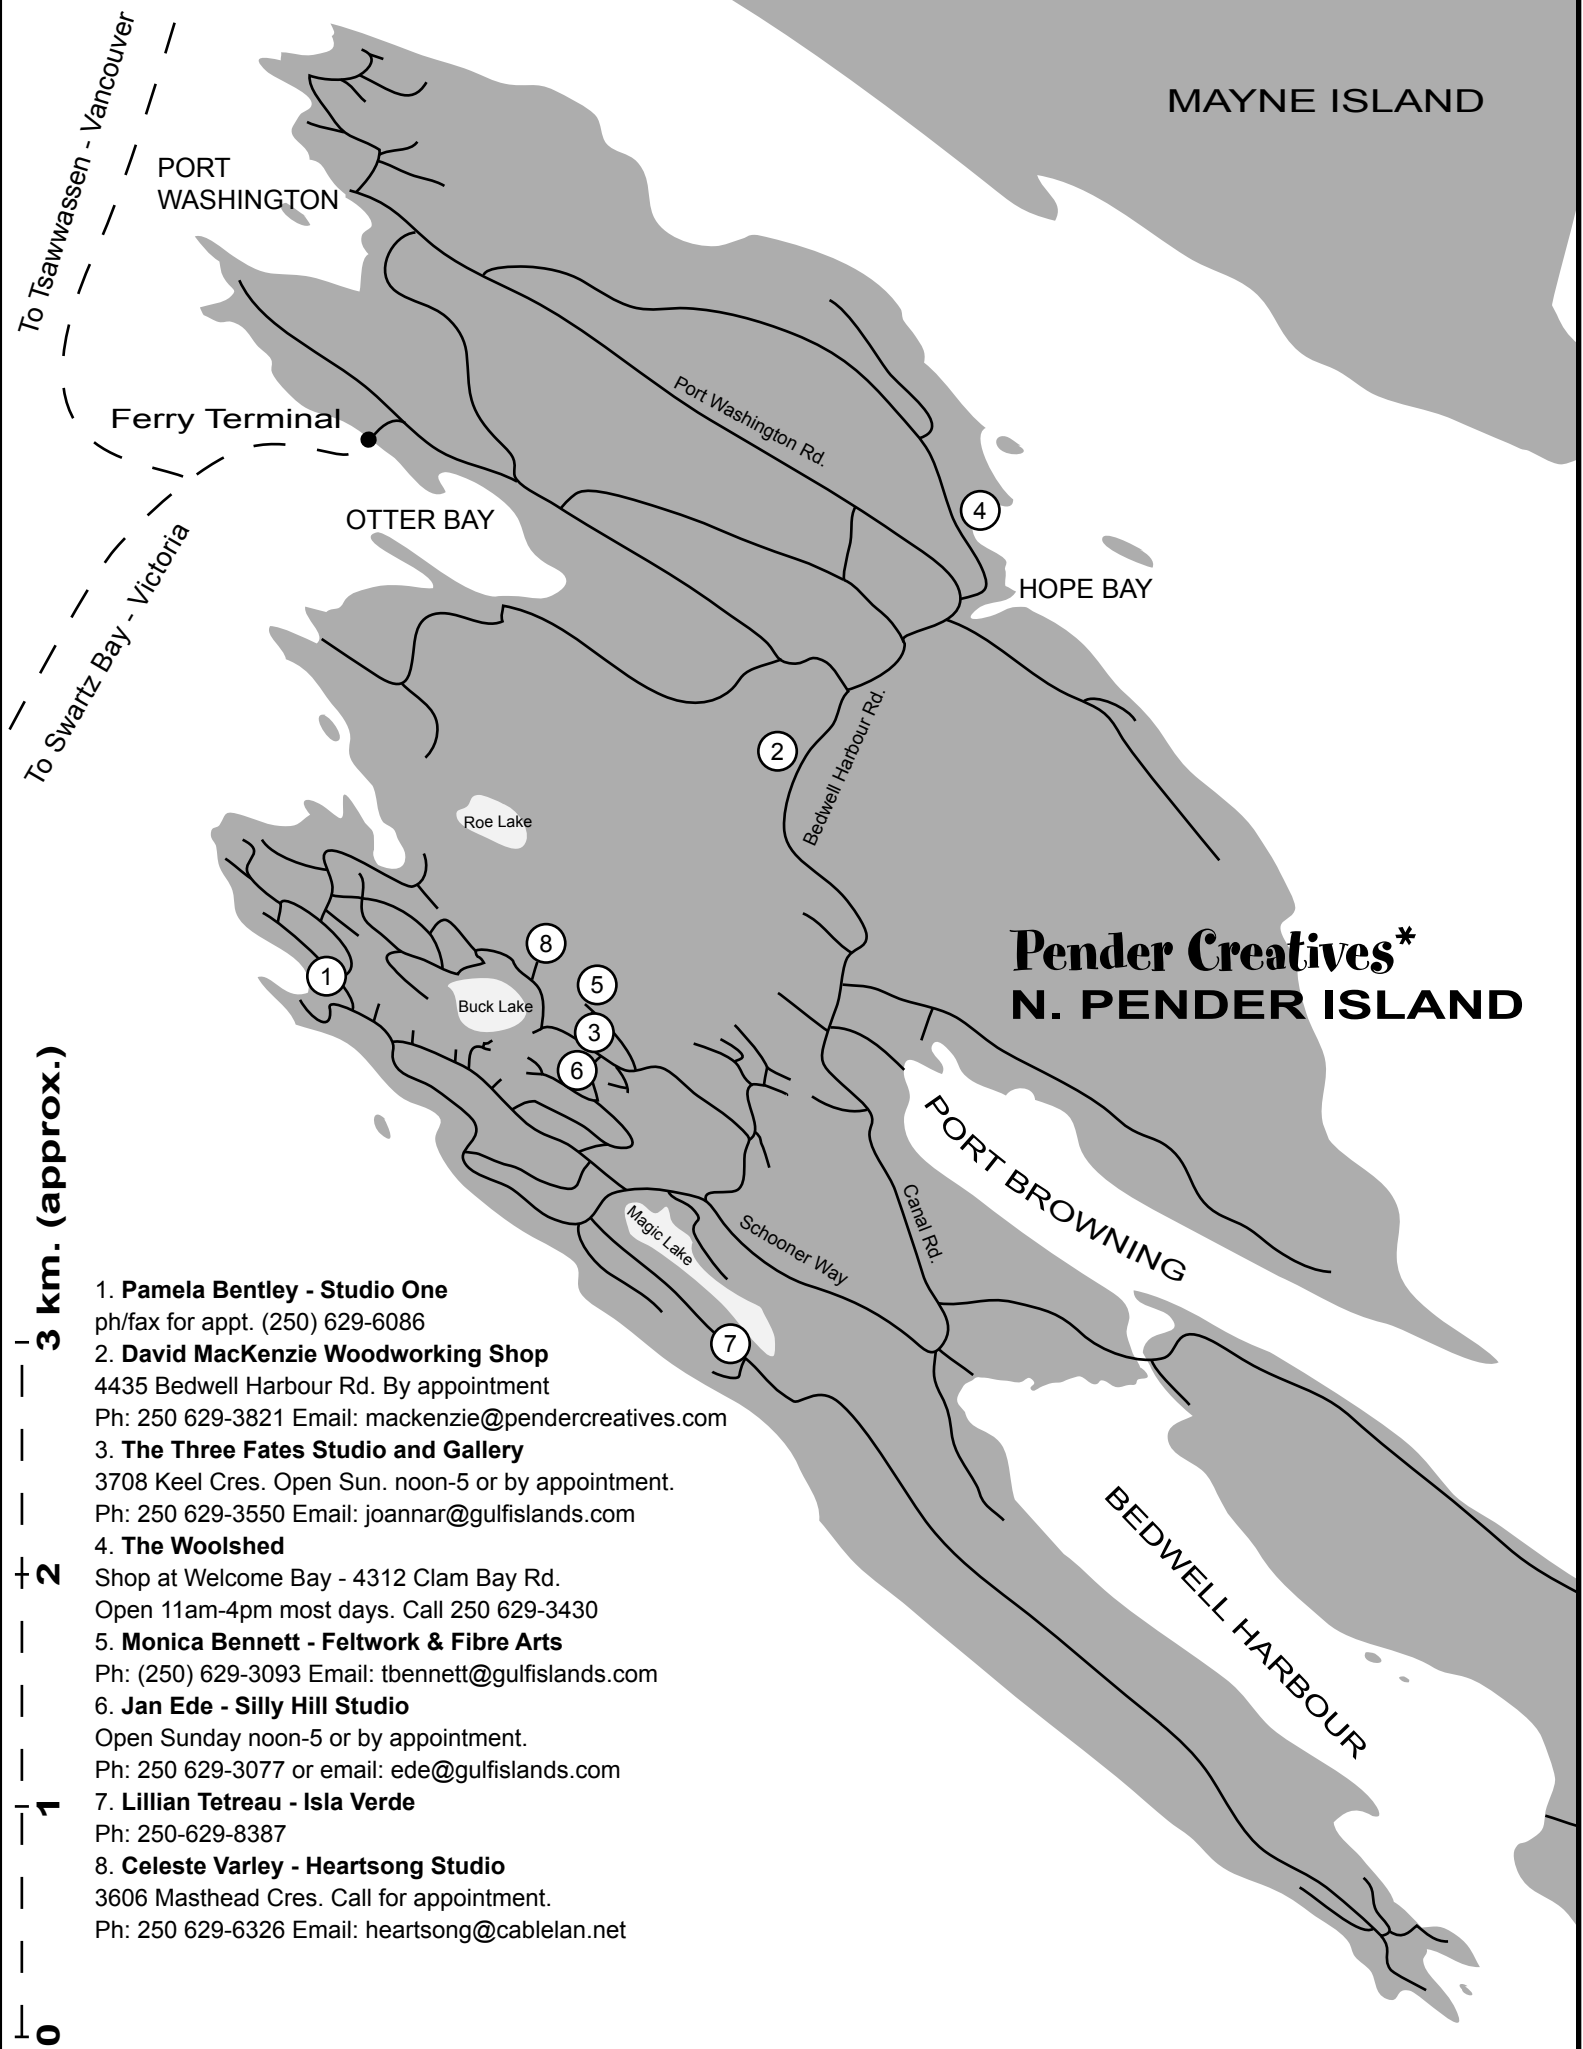 To Tsawwassen - Vancouver
MAYNE ISLAND
PORT
WASHINGTON
Port Washington Rd.
Ferry Terminal
4
OTTER BAY
HOPE BAY
To Swartz Bay - Victoria
2
Bedwell Harbour Rd.
Roe Lake
8
Pender Creatives*
N. PENDER ISLAND
1
5
Buck Lake
3
6
PORT BROWNING
Canal Rd.
Magic Lake
Schooner Way
7
BEDWELL HARBOUR
3 km. (approx.)
2
1
0
1. Pamela Bentley - Studio One
ph/fax for appt. (250) 629-6086
2. David MacKenzie Woodworking Shop
4435 Bedwell Harbour Rd. By appointment
Ph: 250 629-3821 Email: mackenzie@pendercreatives.com
3. The Three Fates Studio and Gallery
3708 Keel Cres. Open Sun. noon-5 or by appointment.
Ph: 250 629-3550 Email: joannar@gulfislands.com
4. The Woolshed
Shop at Welcome Bay - 4312 Clam Bay Rd.
Open 11am-4pm most days. Call 250 629-3430
5. Monica Bennett - Feltwork & Fibre Arts
Ph: (250) 629-3093 Email: tbennett@gulfislands.com
6. Jan Ede - Silly Hill Studio
Open Sunday noon-5 or by appointment.
Ph: 250 629-3077 or email: ede@gulfislands.com
7. Lillian Tetreau - Isla Verde
Ph: 250-629-8387
8. Celeste Varley - Heartsong Studio
3606 Masthead Cres. Call for appointment.
Ph: 250 629-6326 Email: heartsong@cablelan.net